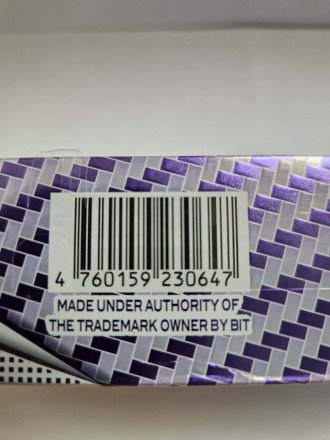 4 760159 230647
MADE UNDER AUTHORITY OF
THE TRADEMARK OWNER BY BIT